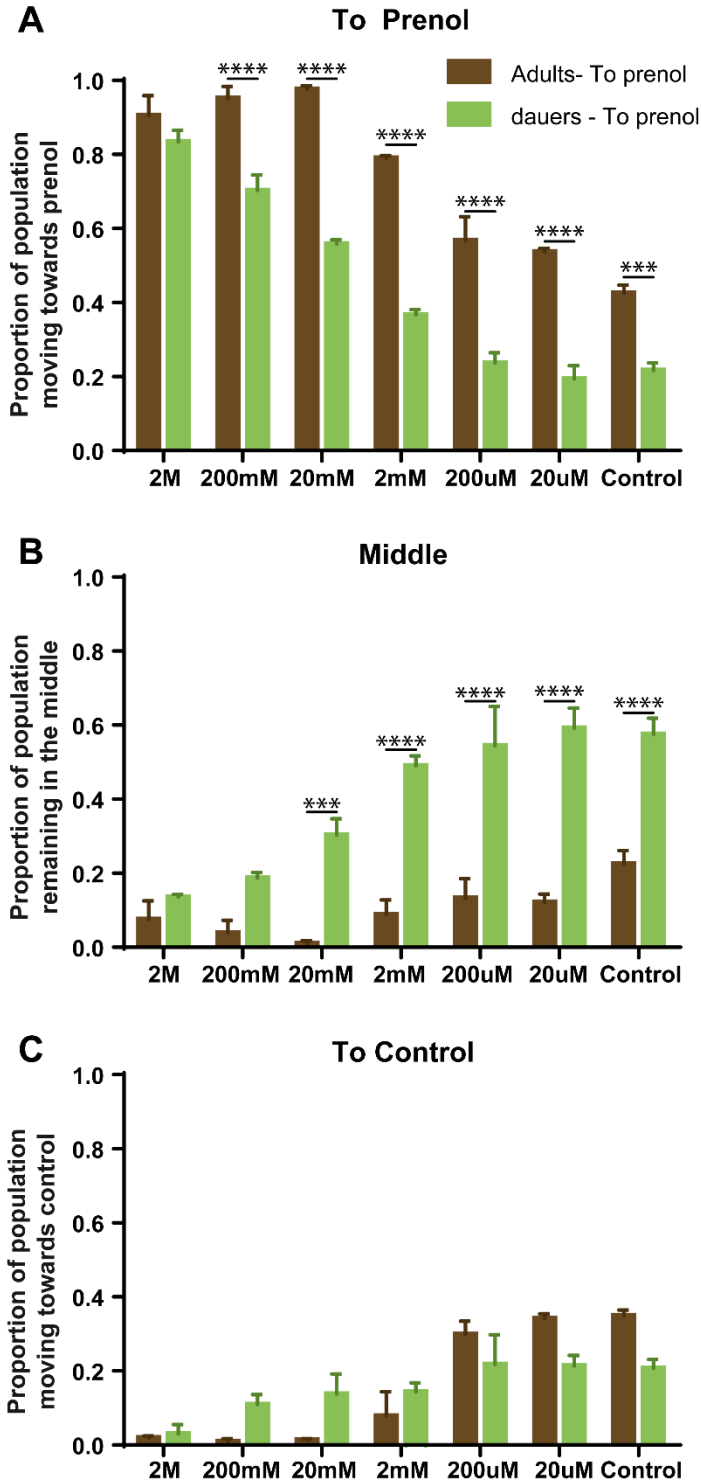 A
To Prenol
Proportion of population
moving towards prenol
1.0
0.8
0.6
0.4
0.2
0.0
Adults- To prenol
dauers - To prenol
****
****
****
****
****
***
2M 200mM 20mM 2mM 200uM 20uM Control
B
Middle
Proportion of population
remaining in the middle
1.0
0.8
0.6
0.4
0.2
0.0
***
****
****
****
****
2M 200mM 20mM 2mM 200uM 20uM Control
C
To Control
Proportion of population
moving towards control
1.0
0.8
0.6
0.4
0.2
0.0
2M 200mM 20mM 2mM 200uM 20uM Control